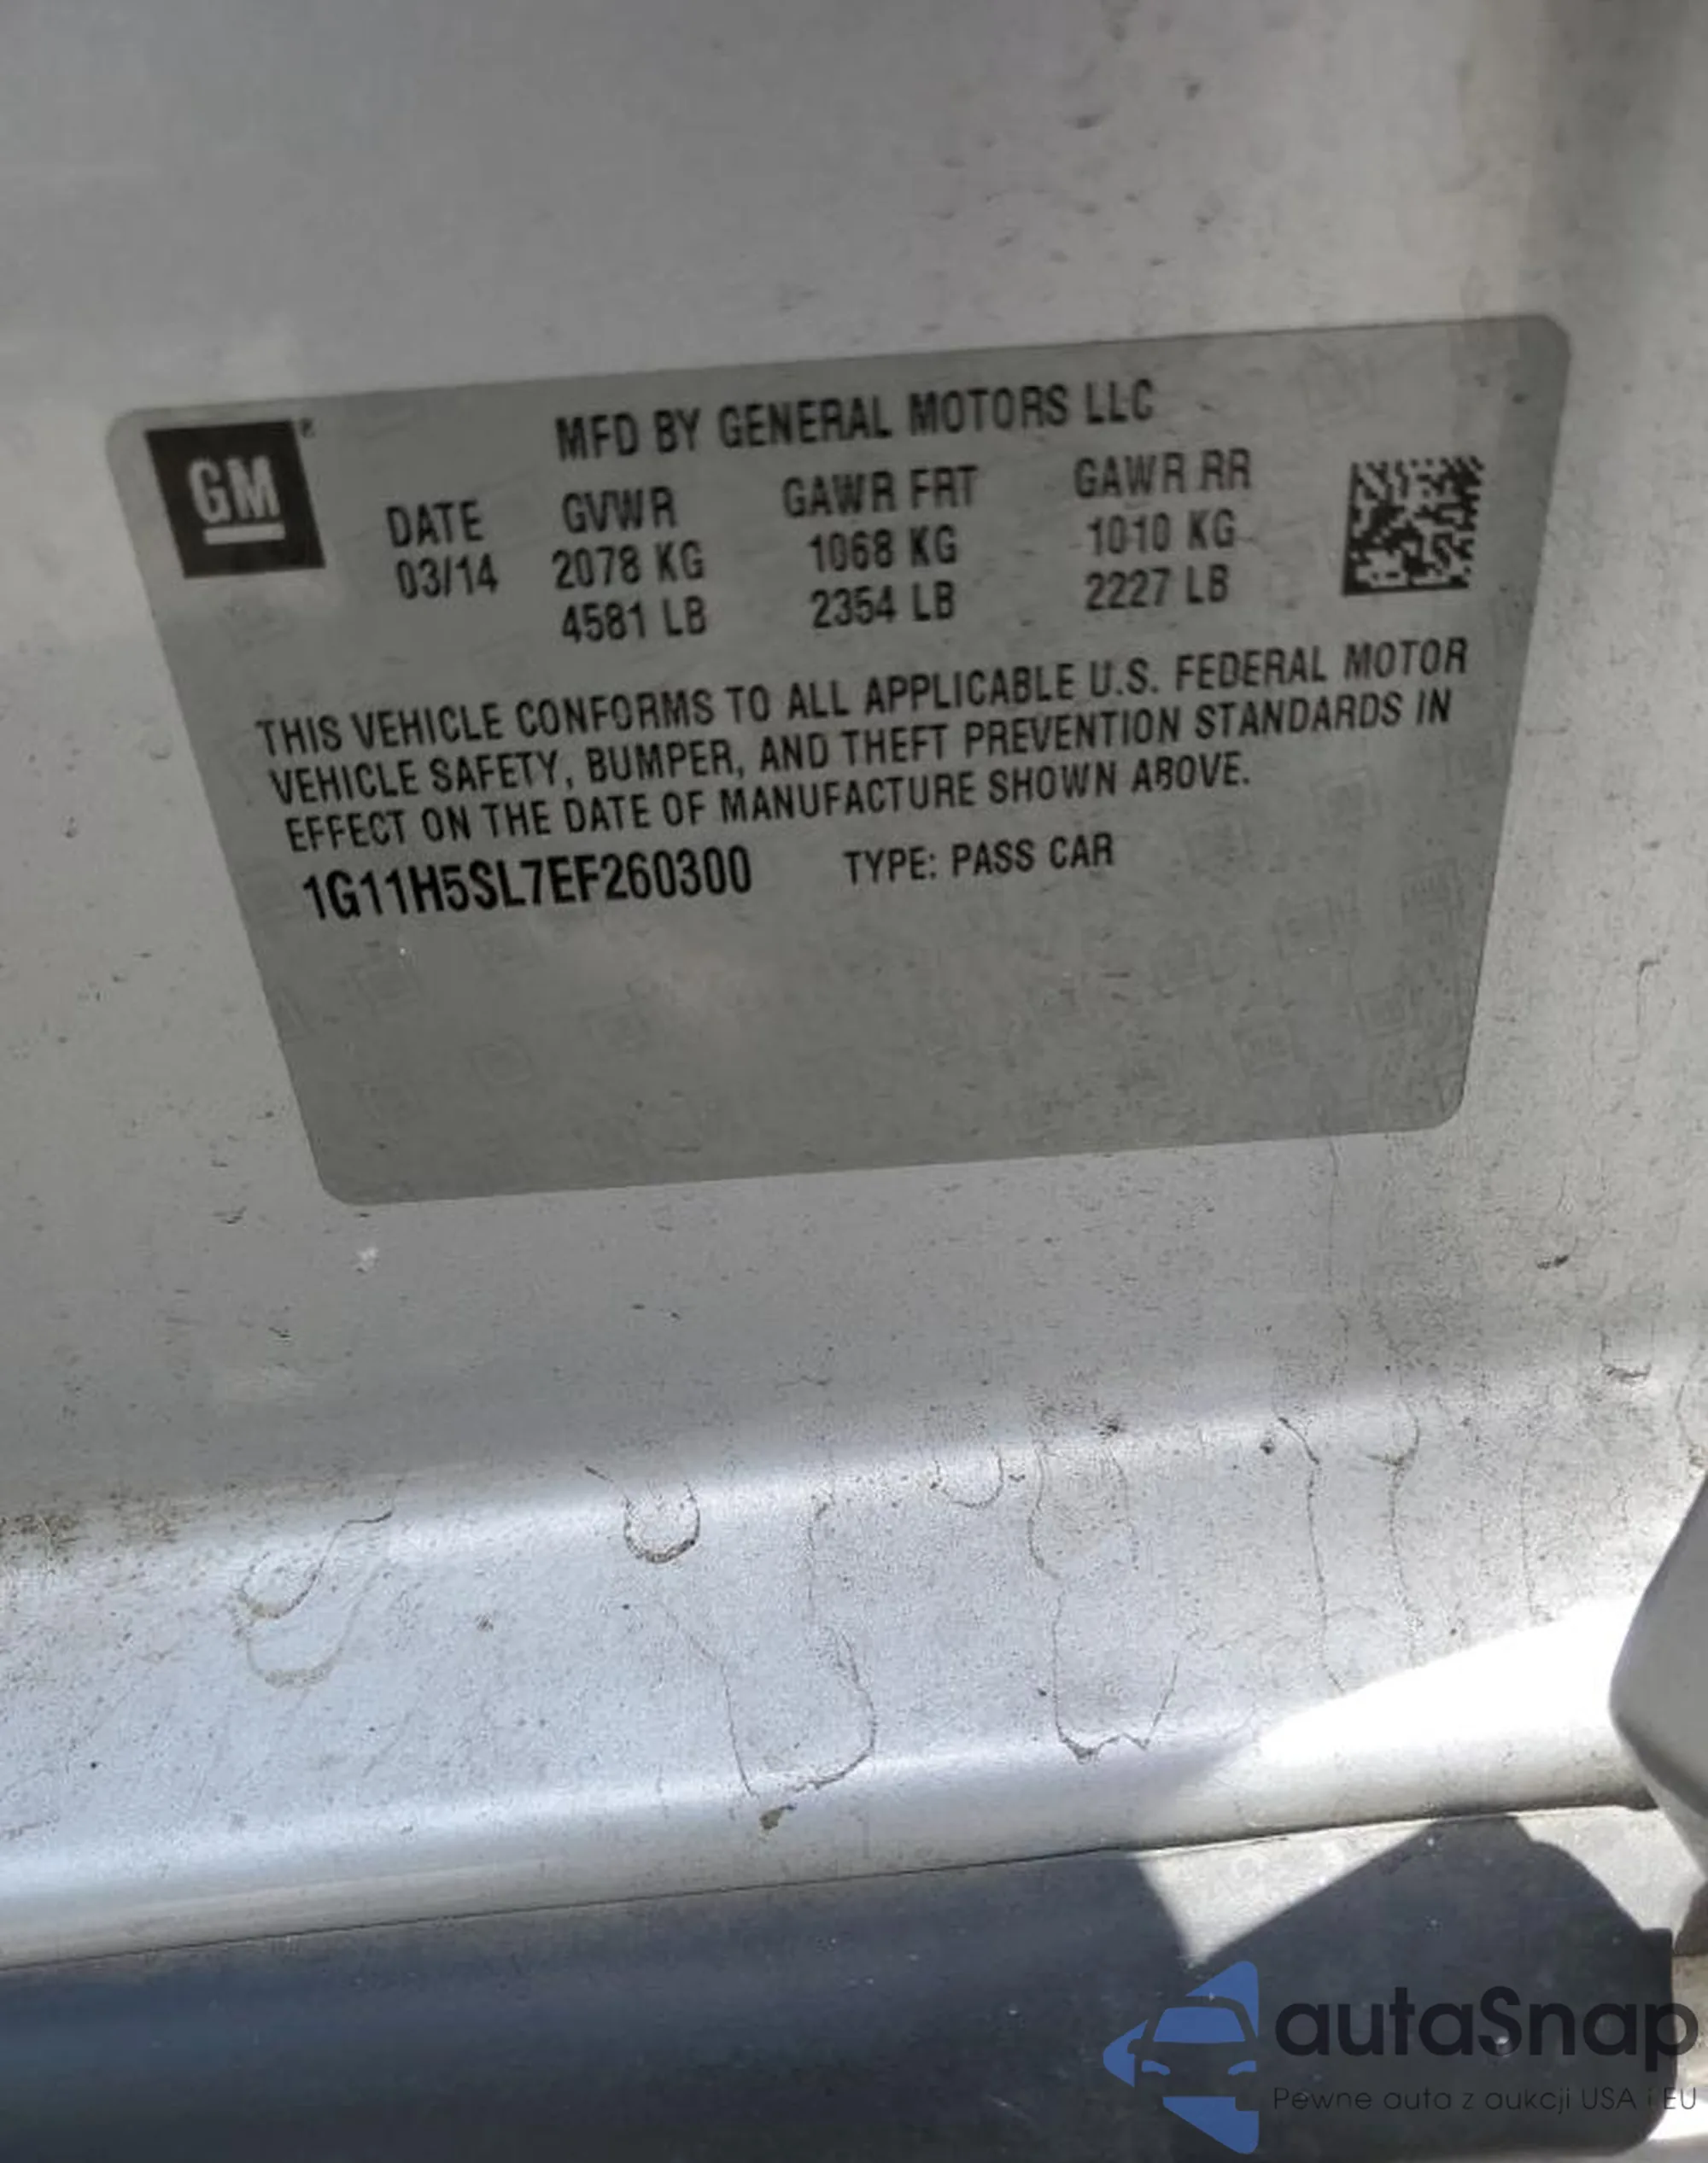 GM
MFD BY GENERAL MOTORS LLC
DATE GVWR GAWR FRT GAWR RR
03/14 2078 KG 1068 KG 1010 KG
4581 LB 2354 LB 2227 LB
THIS VEHICLE CONFORMS TO ALL APPLICABLE U.S. FEDERAL MOTOR
VEHICLE SAFETY, BUMPER, AND THEFT PREVENTION STANDARDS IN
EFFECT ON THE DATE OF MANUFACTURE SHOWN ABOVE.
1G11H5SL7EF260300 TYPE: PASS CAR
autaSnap
Pewne auta z aukcji USA i EU